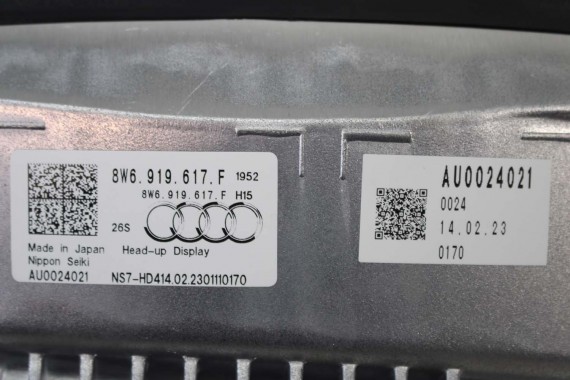 8W6.919.617.F 1952
8W6.919.617.F H15
26S
Made in Japan Head-up Display
Nippon Seiki
AU0024021 NS7-HD414.02.2301110170
AU0024021
0024
14.02.23
0170